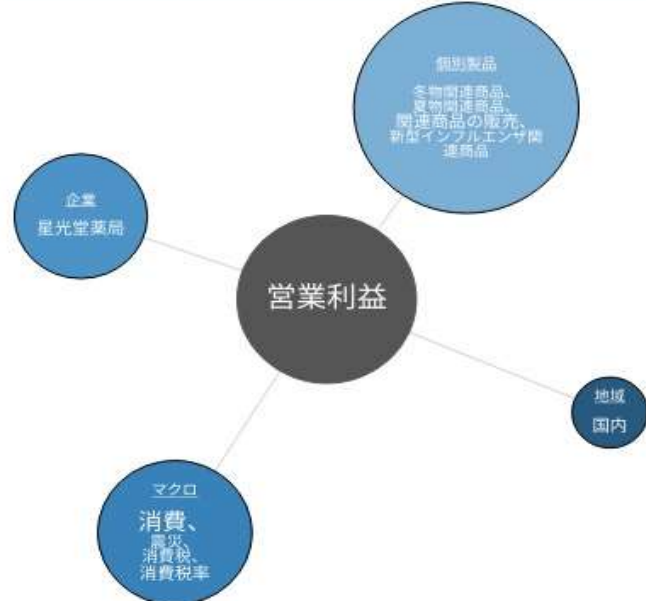 個別製品
冬物関連商品、
夏物関連商品、
関連商品の販売、
新型インフルエンザ関
連商品
企業
星光堂薬局
営業利益
地域
国内
マクロ
消費、
震災、
消費税、
消費税率